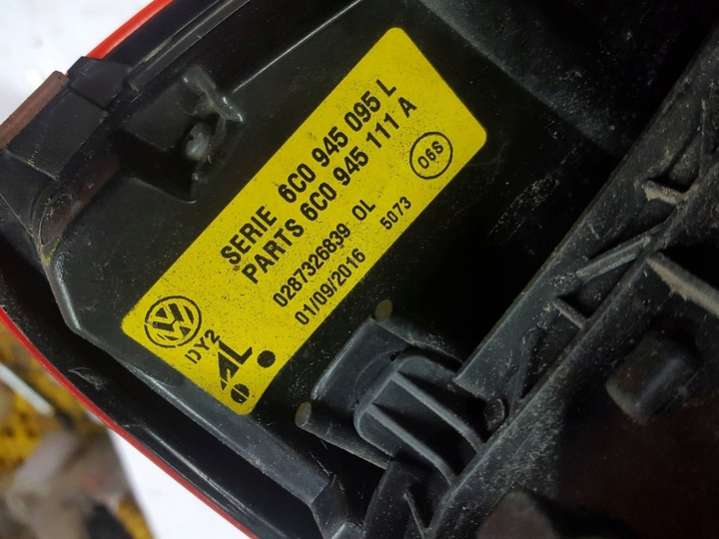 SERIE 6C0 945 095 L
PARTS 6C0 945 111 A
06S
0287326839 OL 5073
01/09/2016
DY2